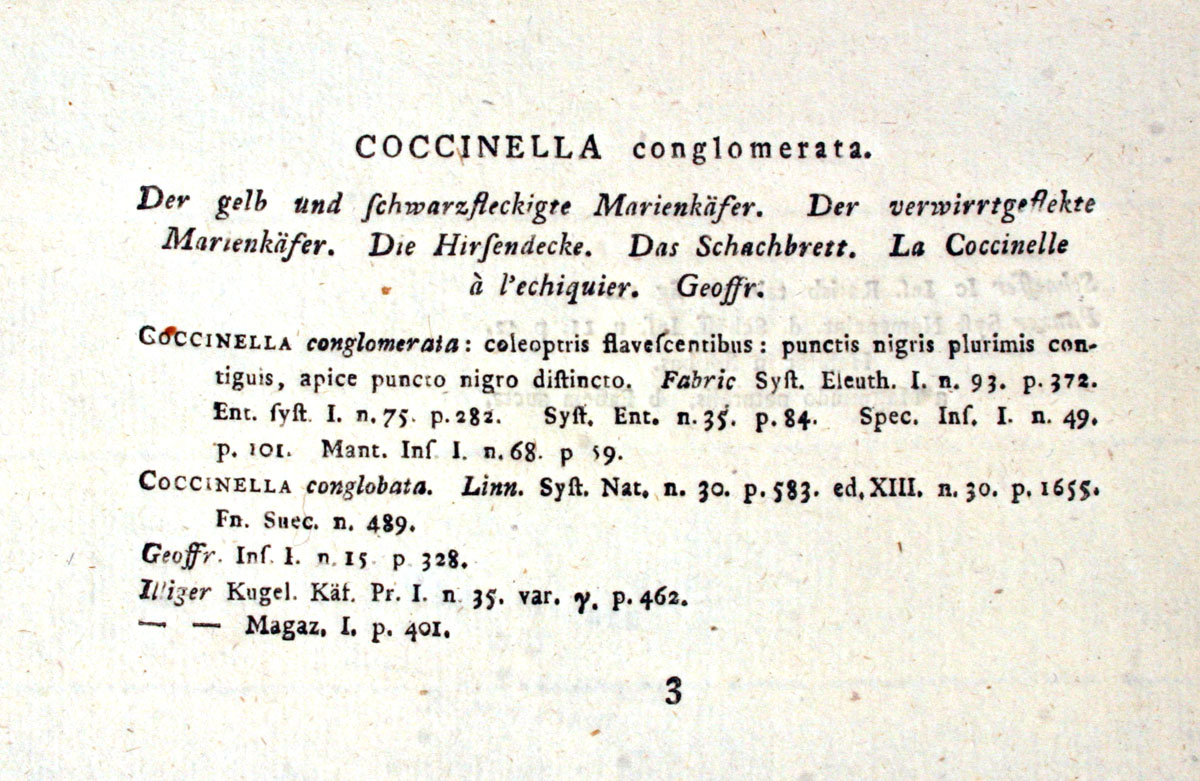 COCCINELLA conglomerata.
Der gelb und ſchwarzfleckigte Marienkäfer. Der verwirrtgeflekte
Marienkäfer. Die Hirſendecke. Das Schachbrett. La Coccinelle
à l'echiquier. Geoffr.
COCCINELLA conglomerata: coleoptris flaveſcentibus: punctis nigris plurimis con-
tiguis, apice puncto nigro diſtincto. Fabric Syſt. Eleuth. I. n. 93. p. 372.
Ent. ſyſt. I. n. 75. p. 282. Syſt. Ent. n. 35. p. 84. Spec. Inſ. I. n. 49.
p. 101. Mant. Inſ I. n. 68. p 59.
COCCINELLA conglobata. Linn. Syſt. Nat. n. 30. p. 583. ed. XIII. n. 30. p. 1655.
Fn. Suec. n. 489.
Geoffr. Inſ. I. n. 15 p 328.
Illiger Kugel. Käf. Pr. I. n 35. var. γ. p. 462.
— — Magaz. I. p. 401.
3